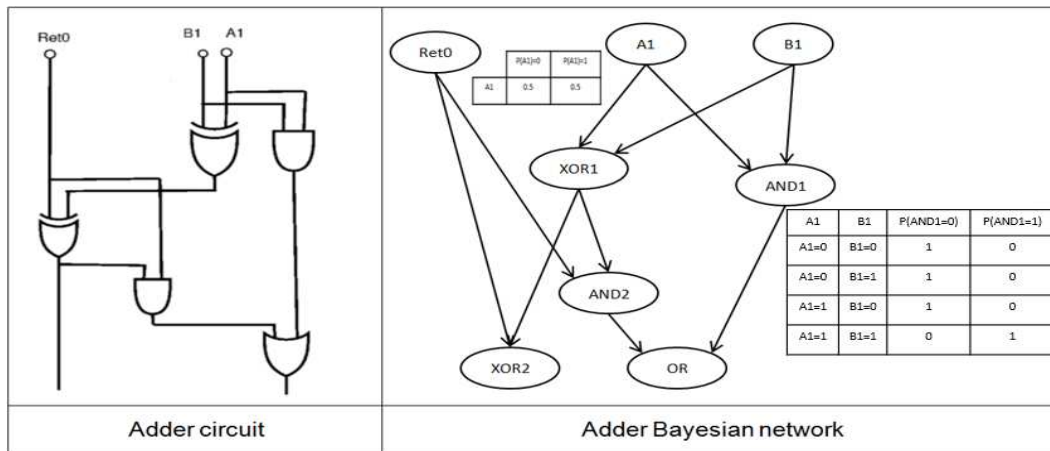 Ret0
B1 A1
Adder circuit
Ret0
A1
B1
P(A1)=0 P(A1)=1
A1 0.5 0.5
XOR1
AND1
AND2
XOR2
OR
A1 B1 P(AND1=0) P(AND1=1)
A1=0 B1=0 1 0
A1=0 B1=1 1 0
A1=1 B1=0 1 0
A1=1 B1=1 0 1
Adder Bayesian network